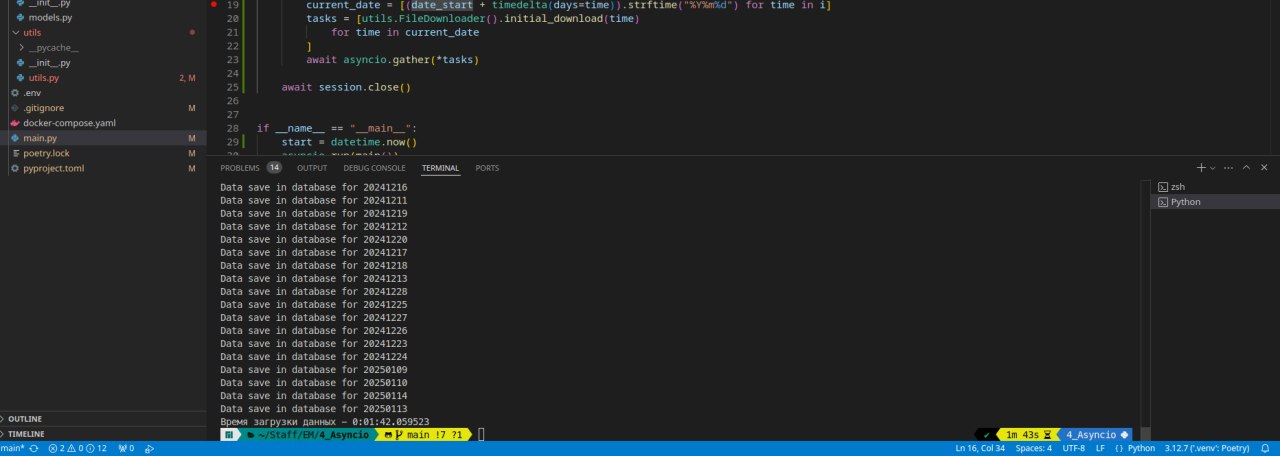 __init__.py
models.py
utils
__pycache__
__init__.py
utils.py 2, M
.env
.gitignore M
docker-compose.yaml
main.py M
poetry.lock M
pyproject.toml M
OUTLINE
TIMELINE
19 current_date = [(date_start + timedelta(days=time)).strftime("%Y%m%d") for time in i]
20 tasks = [utils.FileDownloader().initial_download(time)
21 for time in current_date
22 ]
23 await asyncio.gather(*tasks)
24
25 await session.close()
26
27
28 if __name__ == "__main__":
29 start = datetime.now()
30 asyncio.run(main())
PROBLEMS 14 OUTPUT DEBUG CONSOLE TERMINAL PORTS
Data save in database for 20241216
Data save in database for 20241211
Data save in database for 20241219
Data save in database for 20241212
Data save in database for 20241220
Data save in database for 20241217
Data save in database for 20241218
Data save in database for 20241213
Data save in database for 20241228
Data save in database for 20241225
Data save in database for 20241227
Data save in database for 20241226
Data save in database for 20241223
Data save in database for 20241224
Data save in database for 20250109
Data save in database for 20250110
Data save in database for 20250114
Data save in database for 20250113
Время загрузки данных – 0:01:42.059523
~/Staff/EM/4_Asyncio main !7 ?1 1m 43s 4_Asyncio
zsh
Python
main* 2 0 12 0 Ln 16, Col 34 Spaces: 4 UTF-8 LF Python 3.12.7 ('.venv': Poetry)